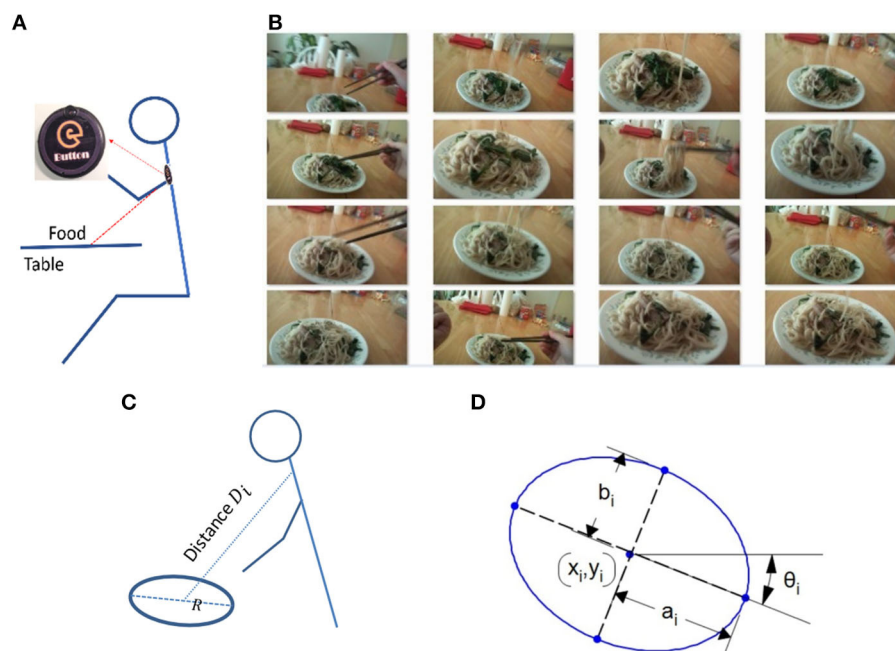 A
B
Button
Food
Table
C
D
Distance Di
R
bi
(xi,yi)
θi
ai